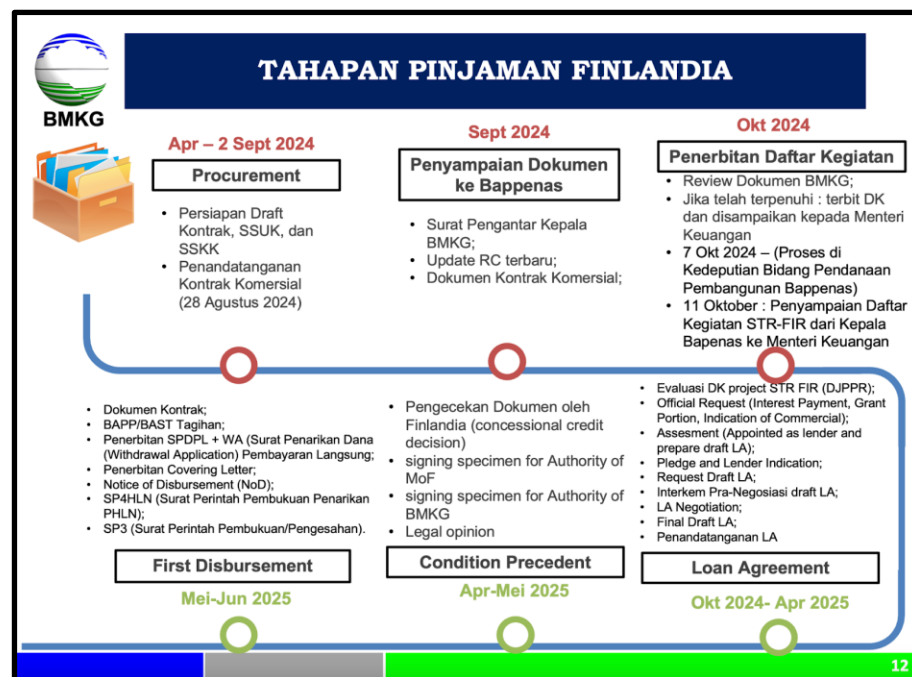 TAHAPAN PINJAMAN FINLANDIA
BMKG
Apr – 2 Sept 2024
Procurement
• Persiapan Draft
Kontrak, SSUK, dan
SSKK
• Penandatanganan
Kontrak Komersial
(28 Agustus 2024)
Sept 2024
Penyampaian Dokumen
ke Bappenas
• Surat Pengantar Kepala
BMKG;
• Update RC terbaru;
• Dokumen Kontrak Komersial;
Okt 2024
Penerbitan Daftar Kegiatan
• Review Dokumen BMKG;
• Jika telah terpenuhi : terbit DK
dan disampaikan kepada Menteri
Keuangan
• 7 Okt 2024 – (Proses di
Kedeputian Bidang Pendanaan
Pembangunan Bappenas)
• 11 Oktober : Penyampaian Daftar
Kegiatan STR-FIR dari Kepala
Bapenas ke Menteri Keuangan
• Dokumen Kontrak;
• BAPP/BAST Tagihan;
• Penerbitan SPDPL + WA (Surat Penarikan Dana
(Withdrawal Application) Pembayaran Langsung;
• Penerbitan Covering Letter;
• Notice of Disbursement (NoD);
• SP4HLN (Surat Perintah Pembukuan Penarikan
PHLN);
• SP3 (Surat Perintah Pembukuan/Pengesahan).
First Disbursement
Mei-Jun 2025
• Pengecekan Dokumen oleh
Finlandia (concessional credit
decision)
• signing specimen for Authority of
MoF
• signing specimen for Authority of
BMKG
• Legal opinion
Condition Precedent
Apr-Mei 2025
• Evaluasi DK project STR FIR (DJPPR);
• Official Request (Interest Payment, Grant
Portion, Indication of Commercial);
• Assesment (Appointed as lender and
prepare draft LA);
• Pledge and Lender Indication;
• Request Draft LA;
• Interkem Pra-Negosiasi draft LA;
• LA Negotiation;
• Final Draft LA;
• Penandatanganan LA
Loan Agreement
Okt 2024- Apr 2025
12